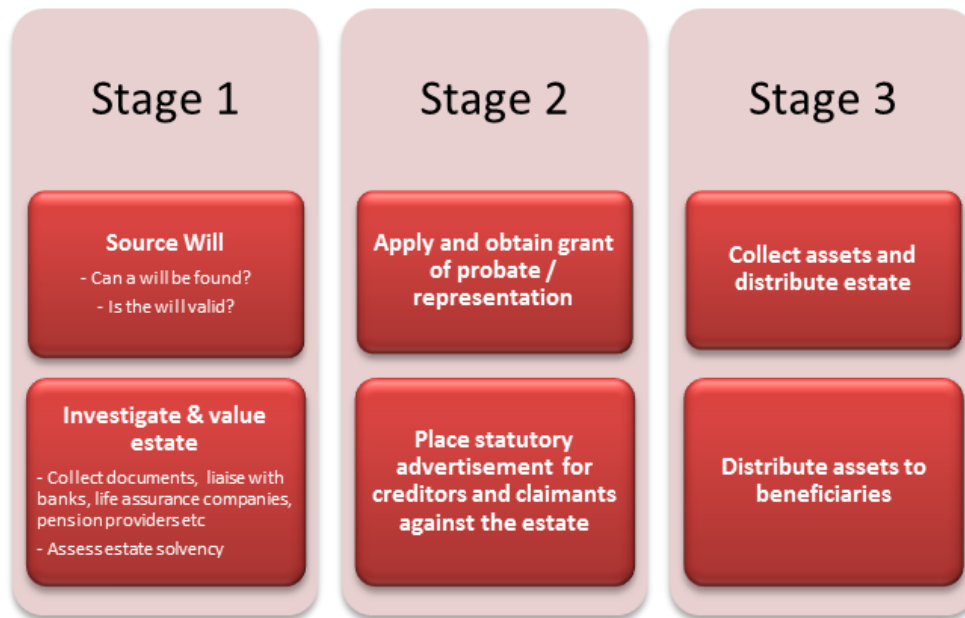 Stage 1
Source Will
- Can a will be found?
- Is the will valid?
Investigate & value
estate
- Collect documents, liaise with
banks, life assurance companies,
pension providers etc
- Assess estate solvency
Stage 2
Apply and obtain grant
of probate /
representation
Place statutory
advertisement for
creditors and claimants
against the estate
Stage 3
Collect assets and
distribute estate
Distribute assets to
beneficiaries